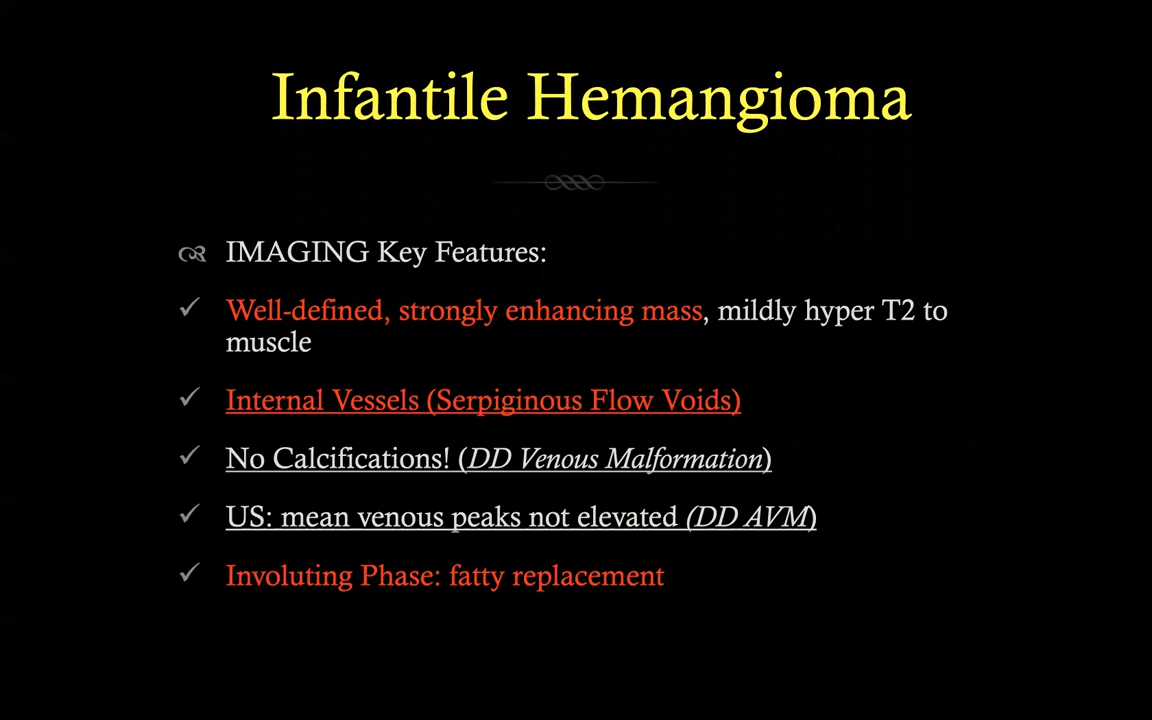 Infantile Hemangioma
IMAGING Key Features:
Well-defined, strongly enhancing mass, mildly hyper T2 to
muscle
Internal Vessels (Serpiginous Flow Voids)
No Calcifications! (DD Venous Malformation)
US: mean venous peaks not elevated (DD AVM)
Involuting Phase: fatty replacement